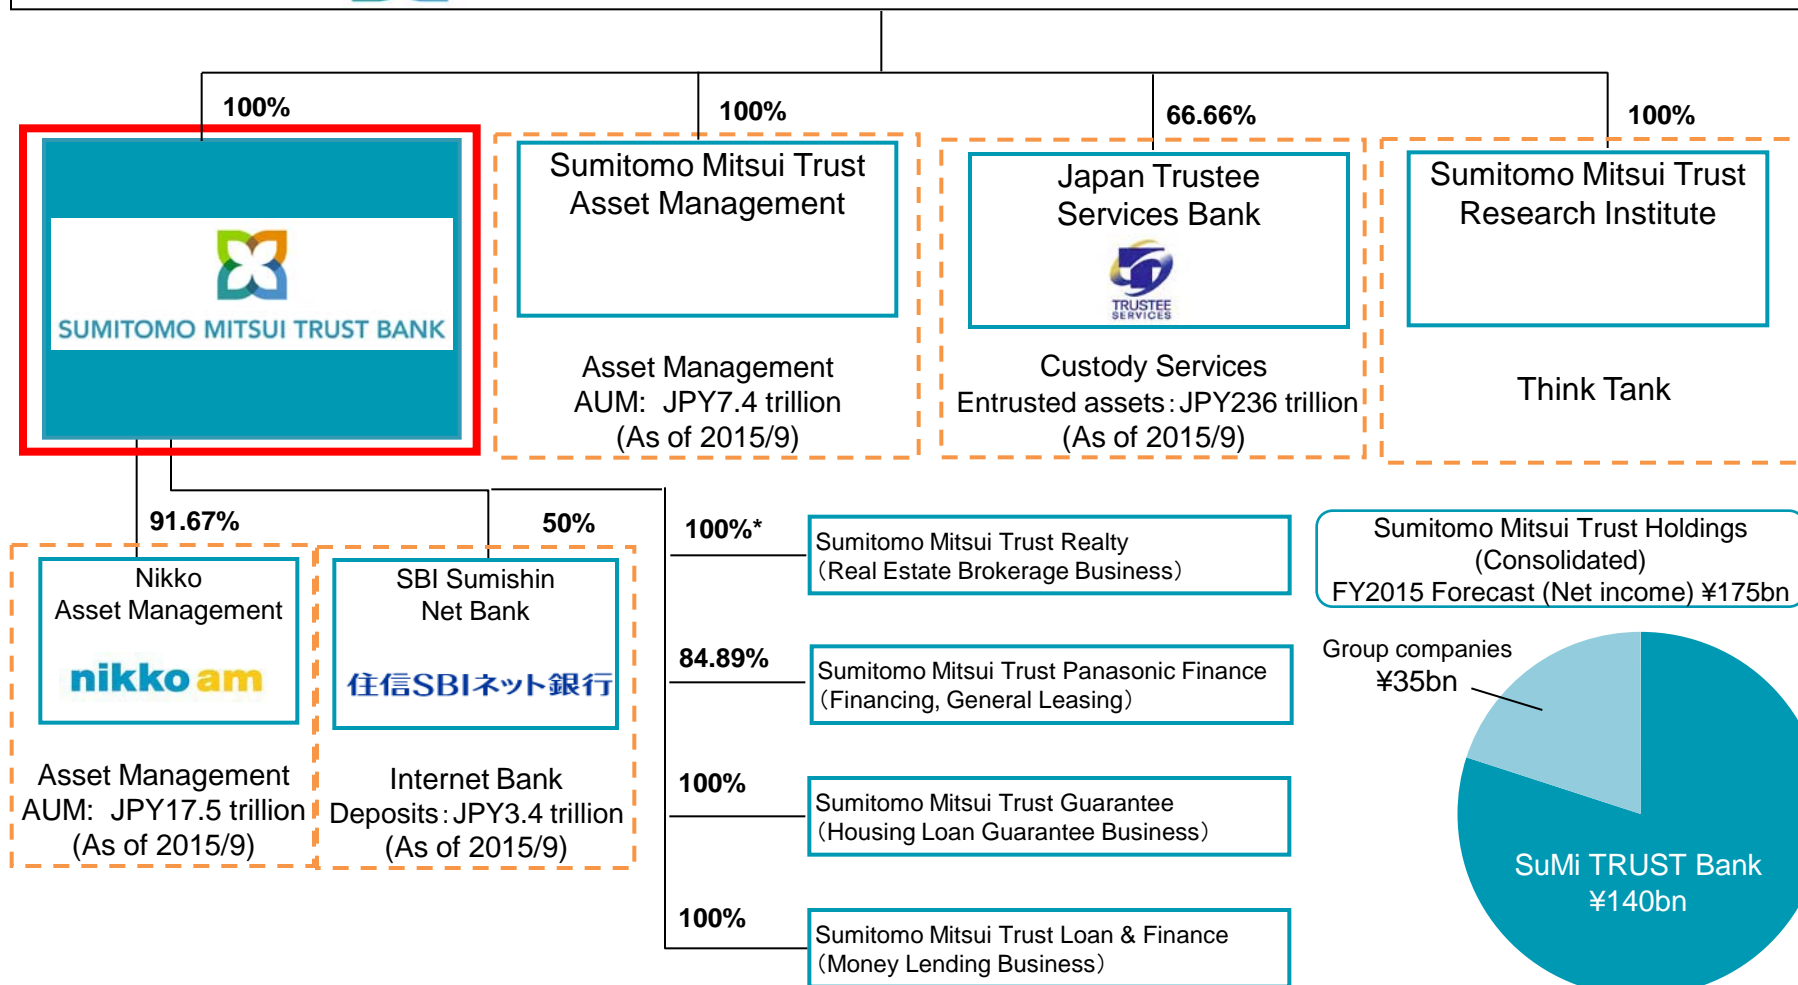 100%
100%
66.66%
100%
SUMITOMO MITSUI TRUST BANK
Sumitomo Mitsui Trust
Asset Management
Asset Management
AUM: JPY7.4 trillion
(As of 2015/9)
Japan Trustee
Services Bank
TRUSTEE
SERVICES
Custody Services
Entrusted assets:JPY236 trillion
(As of 2015/9)
Sumitomo Mitsui Trust
Research Institute
Think Tank
91.67%
50%
Nikko
Asset Management
nikko am
Asset Management
AUM: JPY17.5 trillion
(As of 2015/9)
SBI Sumishin
Net Bank
住信SBIネット銀行
Internet Bank
Deposits:JPY3.4 trillion
(As of 2015/9)
100%*
Sumitomo Mitsui Trust Realty
(Real Estate Brokerage Business)
84.89%
Sumitomo Mitsui Trust Panasonic Finance
(Financing, General Leasing)
100%
Sumitomo Mitsui Trust Guarantee
(Housing Loan Guarantee Business)
100%
Sumitomo Mitsui Trust Loan & Finance
(Money Lending Business)
Sumitomo Mitsui Trust Holdings
(Consolidated)
FY2015 Forecast (Net income) ¥175bn
Group companies
¥35bn
SuMi TRUST Bank
¥140bn